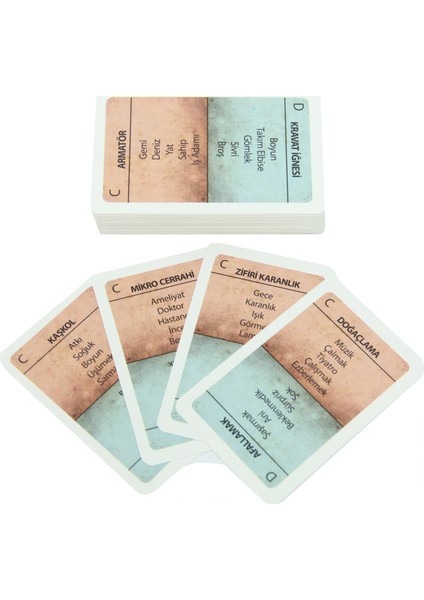 C
ARMATÖR
Gemi
Deniz
Yat
Sahip
İş Adamı
D
KRAVAT İĞNESİ
Boyun
Takım Elbise
Gömlek
Sivri
Broş
C
KAŞKOL
Atkı
Soğuk
Boyun
Üşümek
C
MİKRO CERRAHİ
Ameliyat
Doktor
Hastane
C
ZİFİRİ KARANLIK
Gece
Karanlık
Işık
C
DOĞAÇLAMA
Müzik
Çalmak
Tiyatro
Çalışmak
Ezberlemek
D
AFALLAMAK
Şaşırmak
Ani
Beklenmedik
Sürpriz
Şok